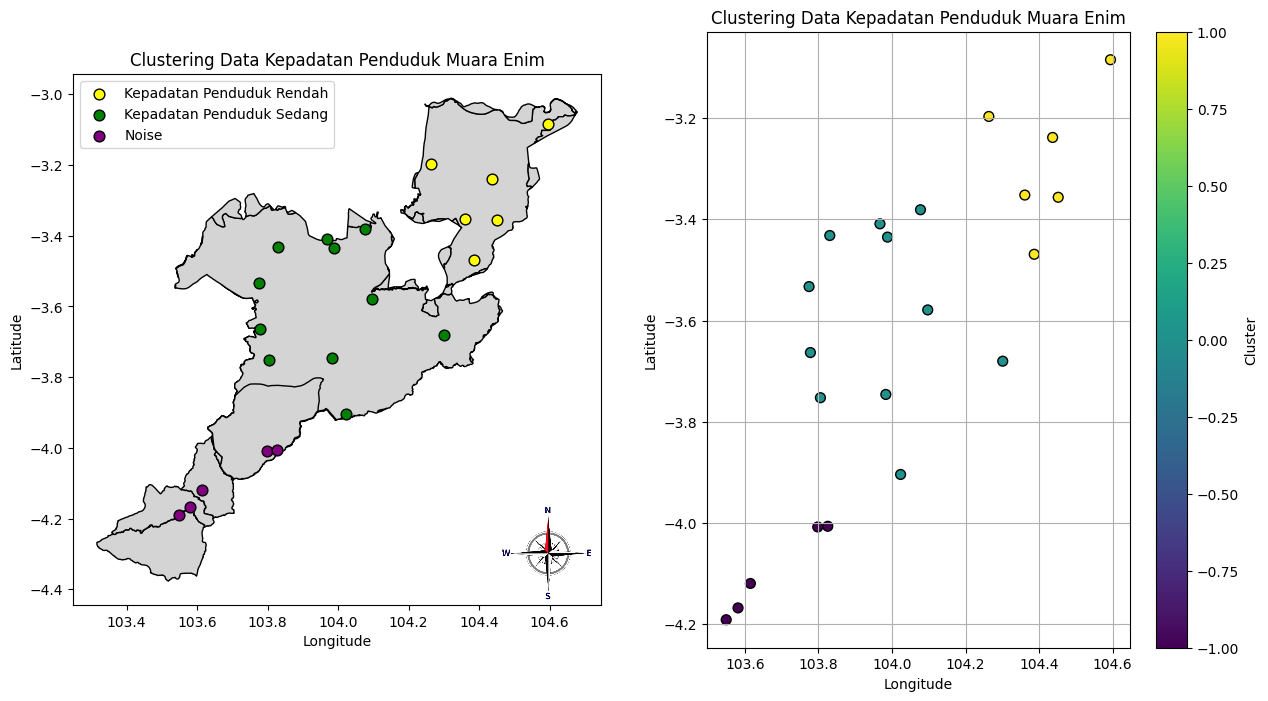 Clustering Data Kepadatan Penduduk Muara Enim
Kepadatan Penduduk Rendah
Kepadatan Penduduk Sedang
Noise
−3.0
−3.2
−3.4
−3.6
−3.8
−4.0
−4.2
−4.4
Latitude
103.4
103.6
103.8
104.0
104.2
104.4
104.6
Longitude
N
W
E
S
Clustering Data Kepadatan Penduduk Muara Enim
−3.2
−3.4
−3.6
−3.8
−4.0
−4.2
Latitude
103.6
103.8
104.0
104.2
104.4
104.6
Longitude
1.00
0.75
0.50
0.25
0.00
−0.25
−0.50
−0.75
−1.00
Cluster